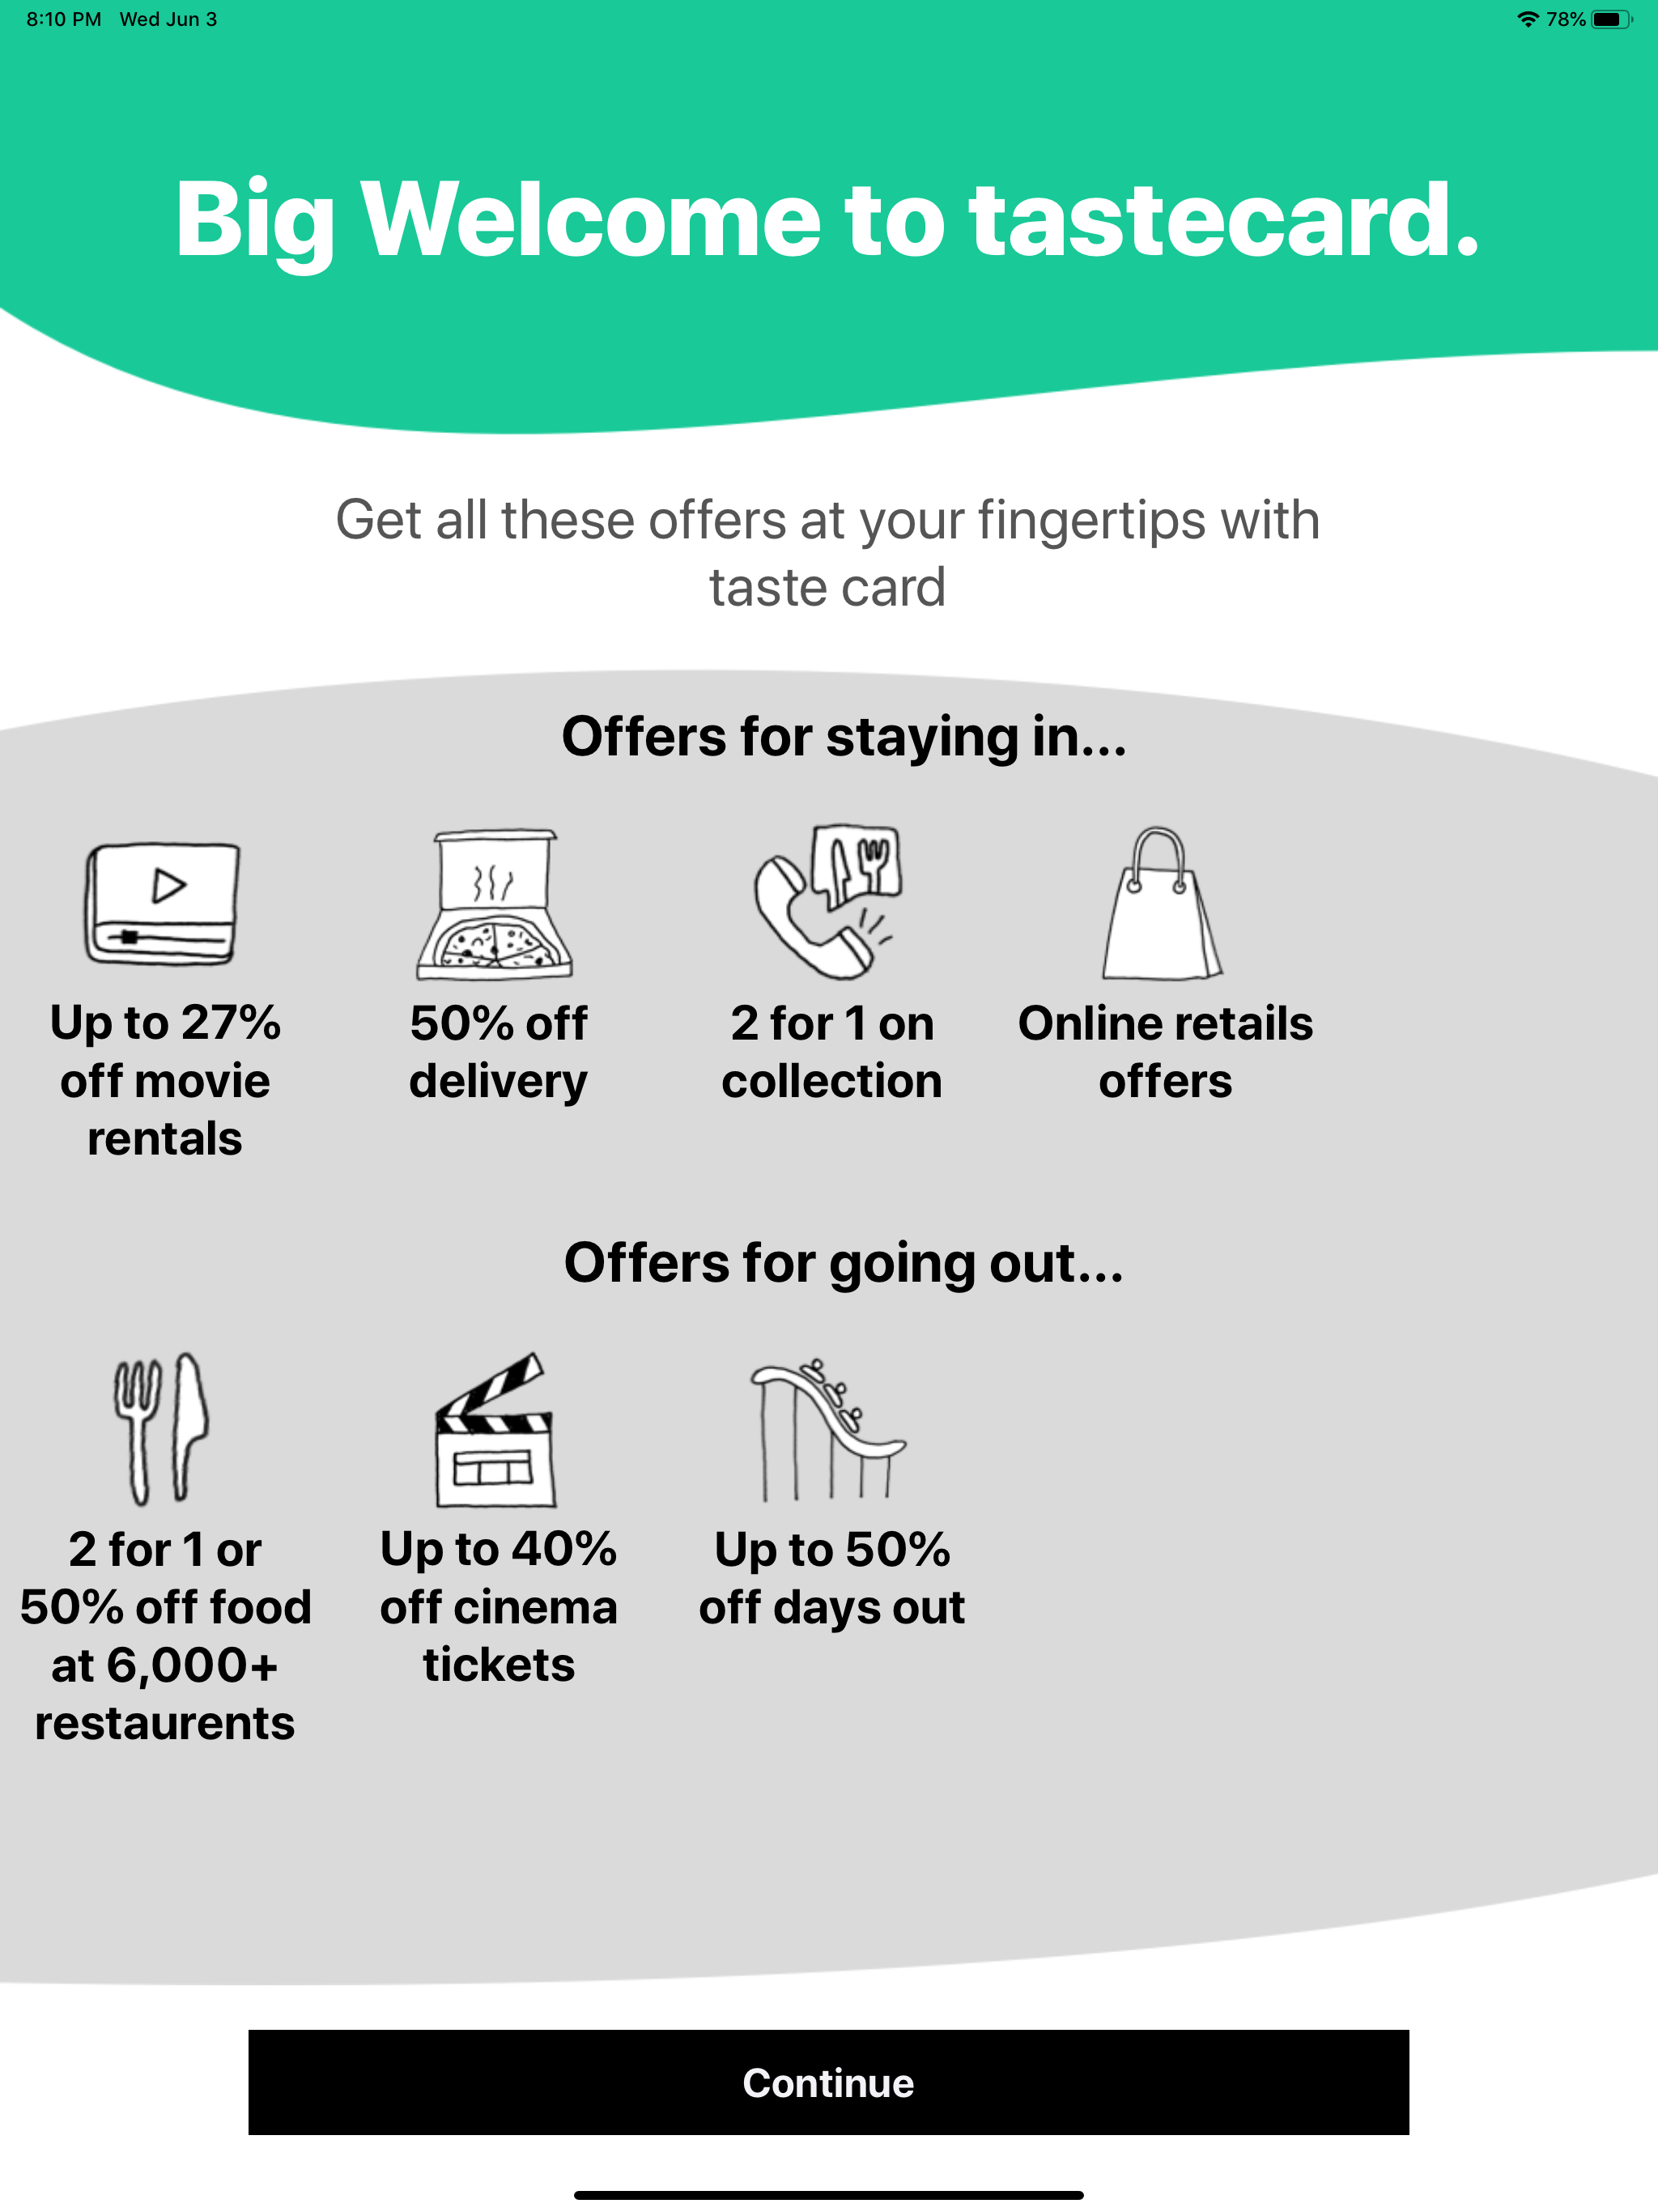 8:10 PM Wed Jun 3
78%
Big Welcome to tastecard.
Get all these offers at your fingertips with
taste card
Offers for staying in...
Up to 27%
off movie
rentals
50% off
delivery
2 for 1 on
collection
Online retails
offers
Offers for going out...
2 for 1 or
50% off food
at 6,000+
restaurents
Up to 40%
off cinema
tickets
Up to 50%
off days out
Continue